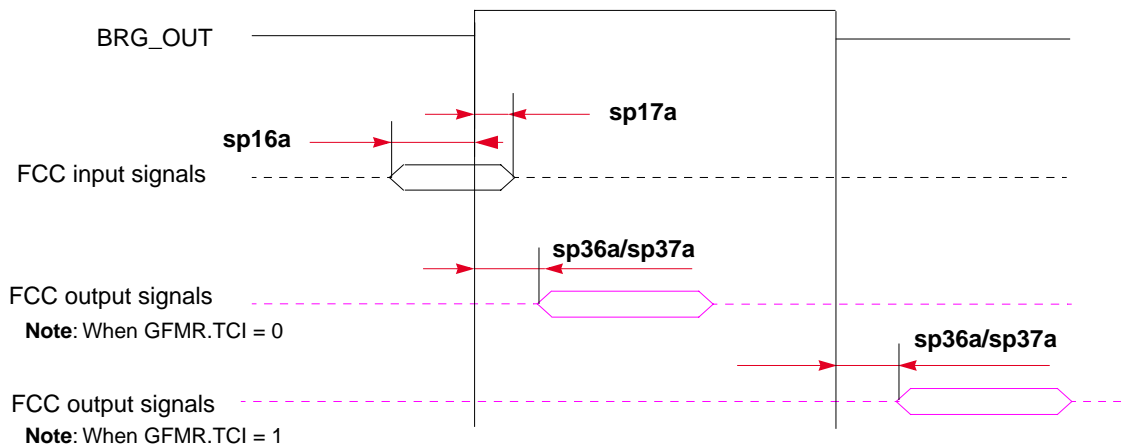 BRG_OUT
sp17a
sp16a
FCC input signals
sp36a/sp37a
FCC output signals
Note: When GFMR.TCI = 0
sp36a/sp37a
FCC output signals
Note: When GFMR.TCI = 1